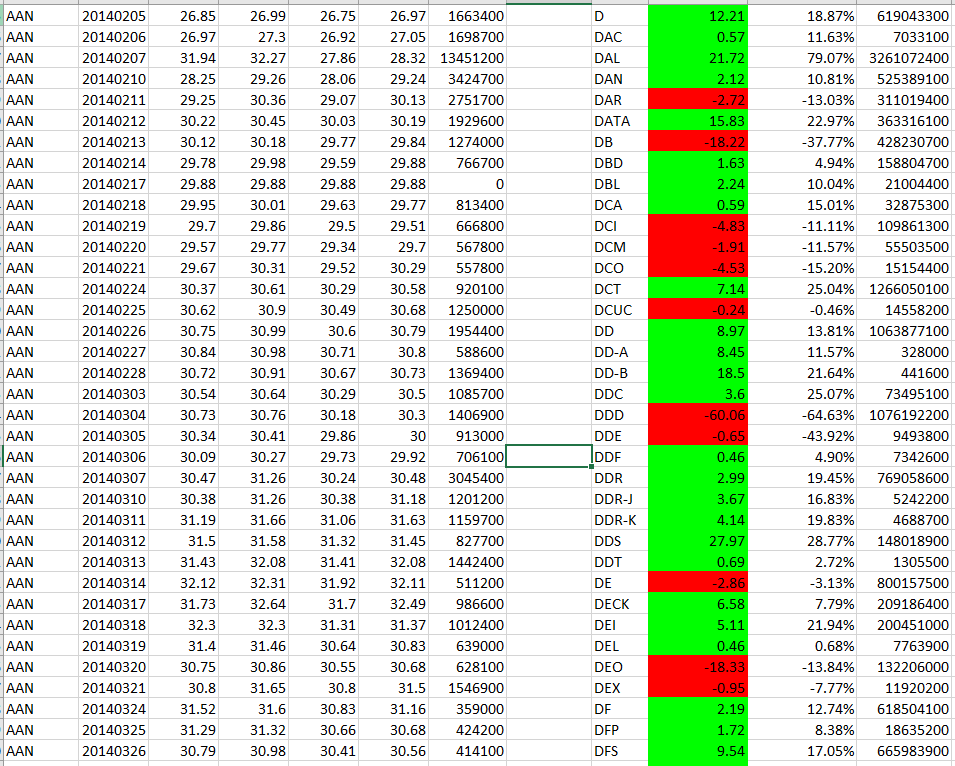 AAN 20140205 26.85 26.99 26.75 26.97 1663400 D 12.21 18.87% 619043300
AAN 20140206 26.97 27.3 26.92 27.05 1698700 DAC 0.57 11.63% 7033100
AAN 20140207 31.94 32.27 27.86 28.32 13451200 DAL 21.72 79.07% 3261072400
AAN 20140210 28.25 29.26 28.06 29.24 3424700 DAN 2.12 10.81% 525389100
AAN 20140211 29.25 30.36 29.07 30.13 2751700 DAR -2.72 -13.03% 311019400
AAN 20140212 30.22 30.45 30.03 30.19 1929600 DATA 15.83 22.97% 363316100
AAN 20140213 30.12 30.18 29.77 29.84 1274000 DB -18.22 -37.77% 428230700
AAN 20140214 29.78 29.98 29.59 29.88 766700 DBD 1.63 4.94% 158804700
AAN 20140217 29.88 29.88 29.88 29.88 0 DBL 2.24 10.04% 21004400
AAN 20140218 29.95 30.01 29.63 29.77 813400 DCA 0.59 15.01% 32875300
AAN 20140219 29.7 29.86 29.5 29.51 666800 DCI -4.83 -11.11% 109861300
AAN 20140220 29.57 29.77 29.34 29.7 567800 DCM -1.91 -11.57% 55503500
AAN 20140221 29.67 30.31 29.52 30.29 557800 DCO -4.53 -15.20% 15154400
AAN 20140224 30.37 30.61 30.29 30.58 920100 DCT 7.14 25.04% 1266050100
AAN 20140225 30.62 30.9 30.49 30.68 1250000 DCUC -0.24 -0.46% 14558200
AAN 20140226 30.75 30.99 30.6 30.79 1954400 DD 8.97 13.81% 1063877100
AAN 20140227 30.84 30.98 30.71 30.8 588600 DD-A 8.45 11.57% 328000
AAN 20140228 30.72 30.91 30.67 30.73 1369400 DD-B 18.5 21.64% 441600
AAN 20140303 30.54 30.64 30.29 30.5 1085700 DDC 3.6 25.07% 73495100
AAN 20140304 30.73 30.76 30.18 30.3 1406900 DDD -60.06 -64.63% 1076192200
AAN 20140305 30.34 30.41 29.86 30 913000 DDE -0.65 -43.92% 9493800
AAN 20140306 30.09 30.27 29.73 29.92 706100 DDF 0.46 4.90% 7342600
AAN 20140307 30.47 31.26 30.24 30.48 3045400 DDR 2.99 19.45% 769058600
AAN 20140310 30.38 31.26 30.38 31.18 1201200 DDR-J 3.67 16.83% 5242200
AAN 20140311 31.19 31.66 31.06 31.63 1159700 DDR-K 4.14 19.83% 4688700
AAN 20140312 31.5 31.58 31.32 31.45 827700 DDS 27.97 28.77% 148018900
AAN 20140313 31.43 32.08 31.41 32.08 1442400 DDT 0.69 2.72% 1305500
AAN 20140314 32.12 32.31 31.92 32.11 511200 DE -2.86 -3.13% 800157500
AAN 20140317 31.73 32.64 31.7 32.49 986600 DECK 6.58 7.79% 209186400
AAN 20140318 32.3 32.3 31.31 31.37 1012400 DEI 5.11 21.94% 200451000
AAN 20140319 31.4 31.46 30.64 30.83 639000 DEL 0.46 0.68% 7763900
AAN 20140320 30.75 30.86 30.55 30.68 628100 DEO -18.33 -13.84% 132206000
AAN 20140321 30.8 31.65 30.8 31.5 1546900 DEX -0.95 -7.77% 11920200
AAN 20140324 31.52 31.6 30.83 31.16 359000 DF 2.19 12.74% 618504100
AAN 20140325 31.29 31.32 30.66 30.68 424200 DFP 1.72 8.38% 18635200
AAN 20140326 30.79 30.98 30.41 30.56 414100 DFS 9.54 17.05% 665983900